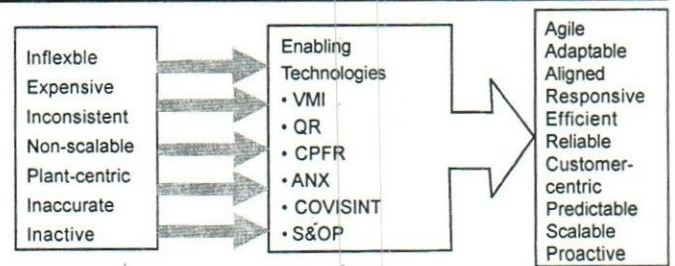 Inflexble
Expensive
Inconsistent
Non-scalable
Plant-centric
Inaccurate
Inactive
Enabling
Technologies
• VMI
• QR
• CPFR
• ANX
• COVISINT
• S&OP
Agile
Adaptable
Aligned
Responsive
Efficient
Reliable
Customer-
centric
Predictable
Scalable
Proactive